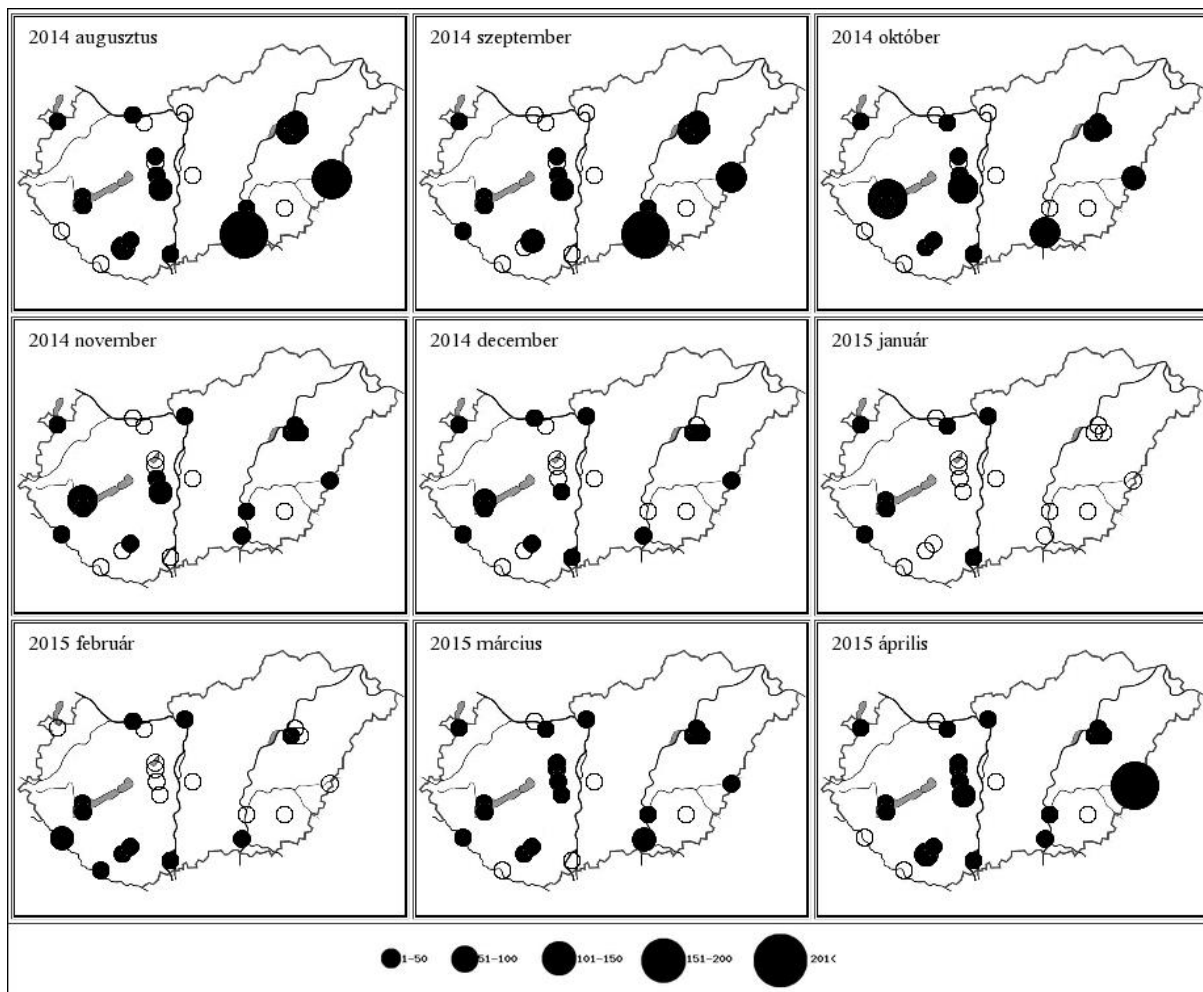 2014 augusztus
2014 szeptember
2014 október
2014 november
2014 december
2015 január
2015 február
2015 március
2015 április
1-50 51-100 101-150 151-200